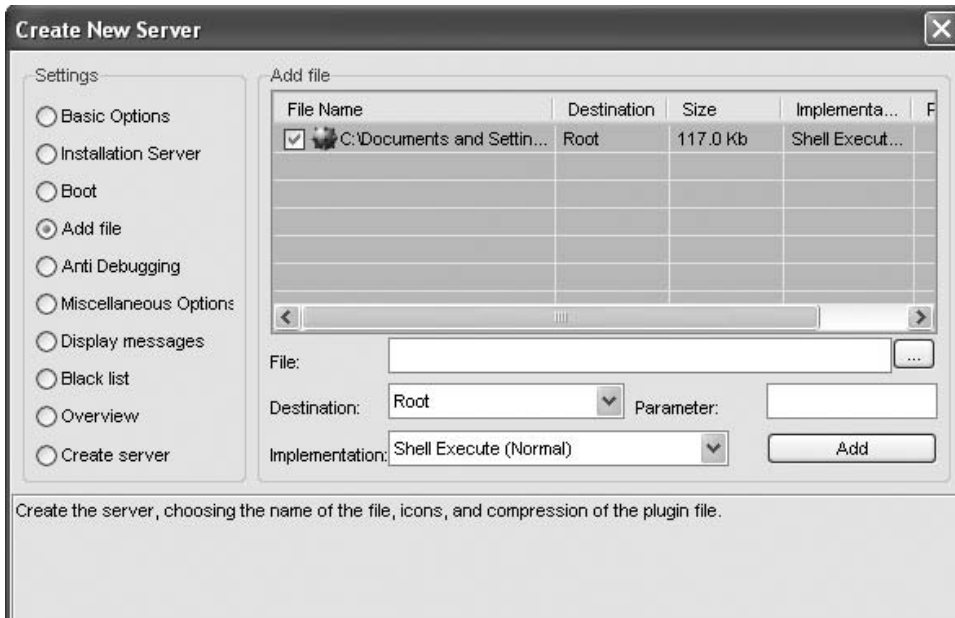 Create New Server
Settings
Basic Options
Installation Server
Boot
Add file
Anti Debugging
Miscellaneous Options
Display messages
Black list
Overview
Create server
Add file
File Name Destination Size Implementa... F
C:\Documents and Settin... Root 117.0 Kb Shell Execut...
File:
...
Destination: Root Parameter:
Implementation: Shell Execute (Normal) Add
Create the server, choosing the name of the file, icons, and compression of the plugin file.